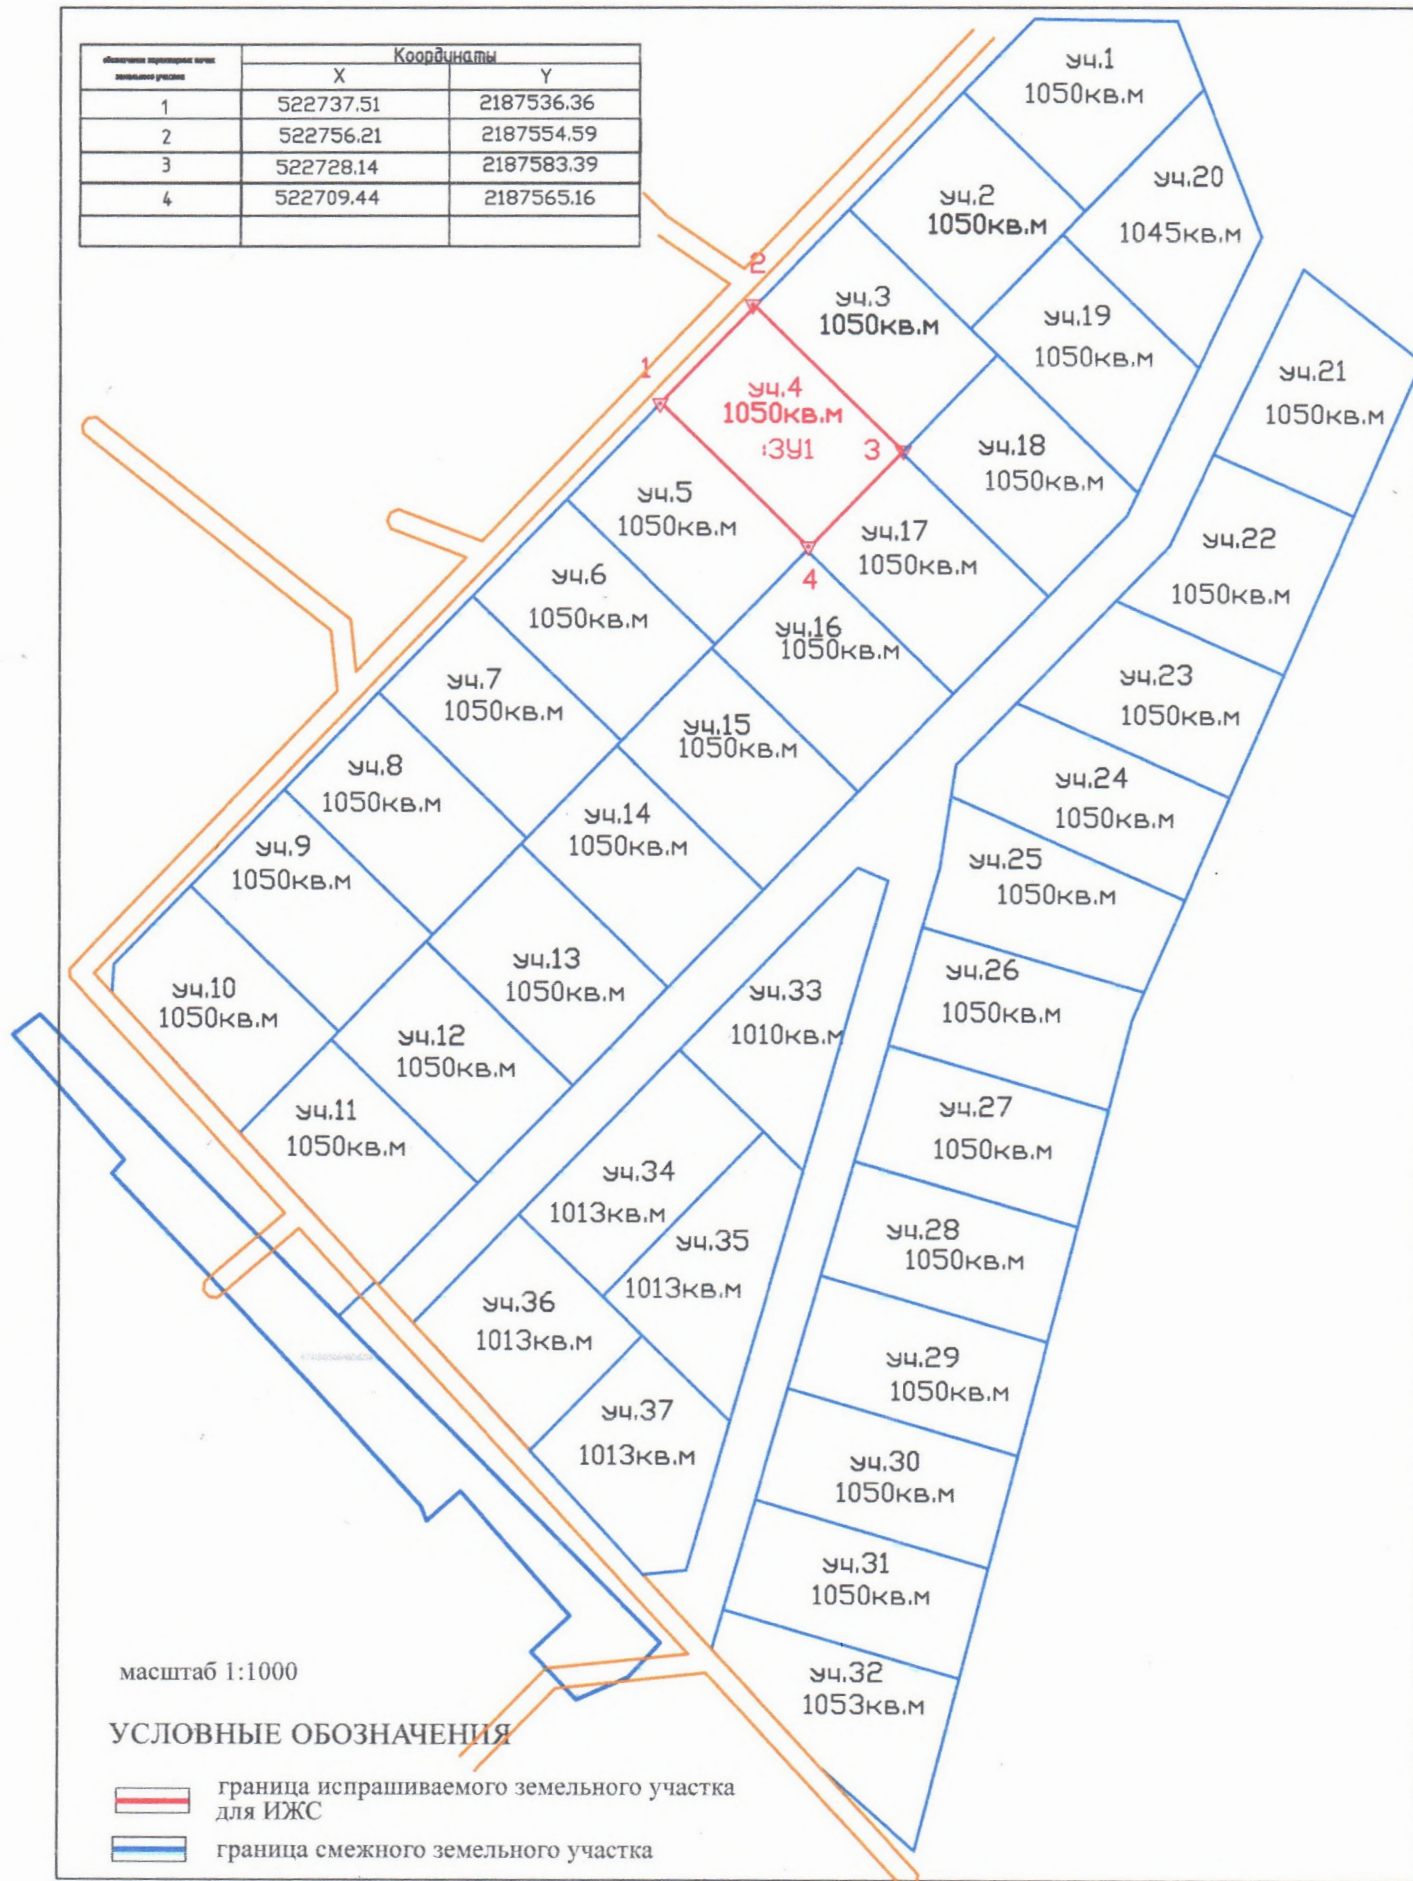 Координаты
обозначение характерных точек
земельного участка
X
Y
1
522737.51
2187536.36
2
522756.21
2187554.59
3
522728.14
2187583.39
4
522709.44
2187565.16
уч.1
1050кв.м
уч.20
1045кв.м
уч.2
1050кв.м
2
уч.3
1050кв.м
уч.19
1050кв.м
1
уч.4
1050кв.м
:ЗУ1
3
4
уч.21
1050кв.м
уч.18
1050кв.м
уч.5
1050кв.м
уч.17
1050кв.м
уч.22
1050кв.м
уч.6
1050кв.м
уч.16
1050кв.м
уч.7
1050кв.м
уч.23
1050кв.м
уч.15
1050кв.м
уч.8
1050кв.м
уч.24
1050кв.м
уч.14
1050кв.м
уч.9
1050кв.м
уч.25
1050кв.м
уч.13
1050кв.м
уч.10
1050кв.м
уч.33
1010кв.м
уч.26
1050кв.м
уч.12
1050кв.м
уч.11
1050кв.м
уч.27
1050кв.м
уч.34
1013кв.м
уч.35
1013кв.м
уч.28
1050кв.м
уч.36
1013кв.м
уч.29
1050кв.м
уч.37
1013кв.м
уч.30
1050кв.м
уч.31
1050кв.м
уч.32
1053кв.м
масштаб 1:1000
УСЛОВНЫЕ ОБОЗНАЧЕНИЯ
граница испрашиваемого земельного участка
для ИЖС
граница смежного земельного участка